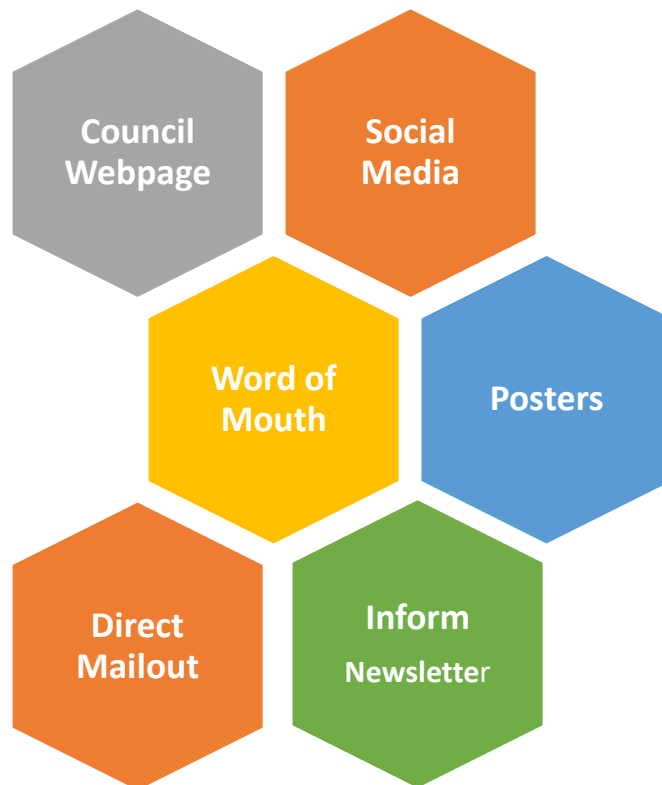 Council
Webpage
Social
Media
Word of
Mouth
Posters
Direct
Mailout
Inform
Newsletter